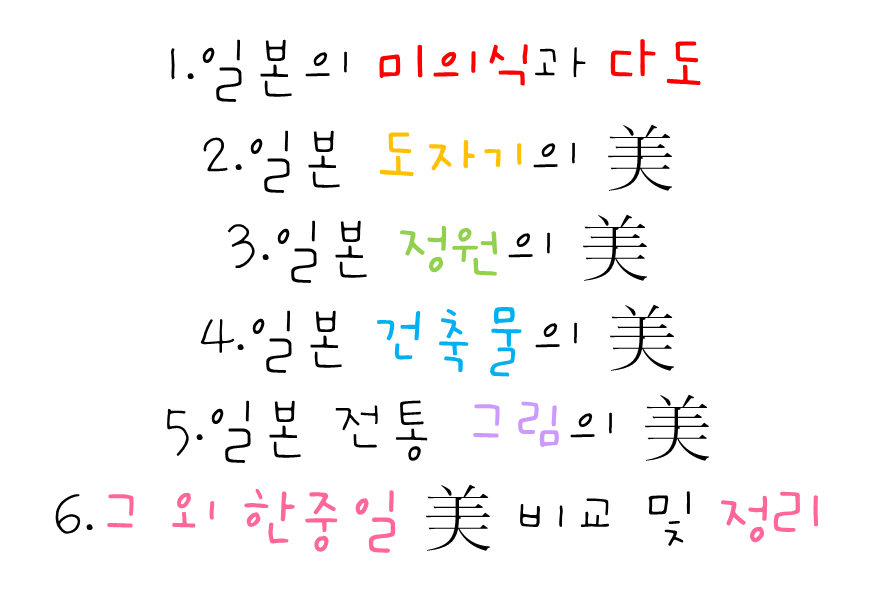 1.일본의 미의식과 다도
2.일본 도자기의 美
3.일본 정원의 美
4.일본 건축물의 美
5.일본 전통 그림의 美
6.그 외 한중일 美 비교 및 정리